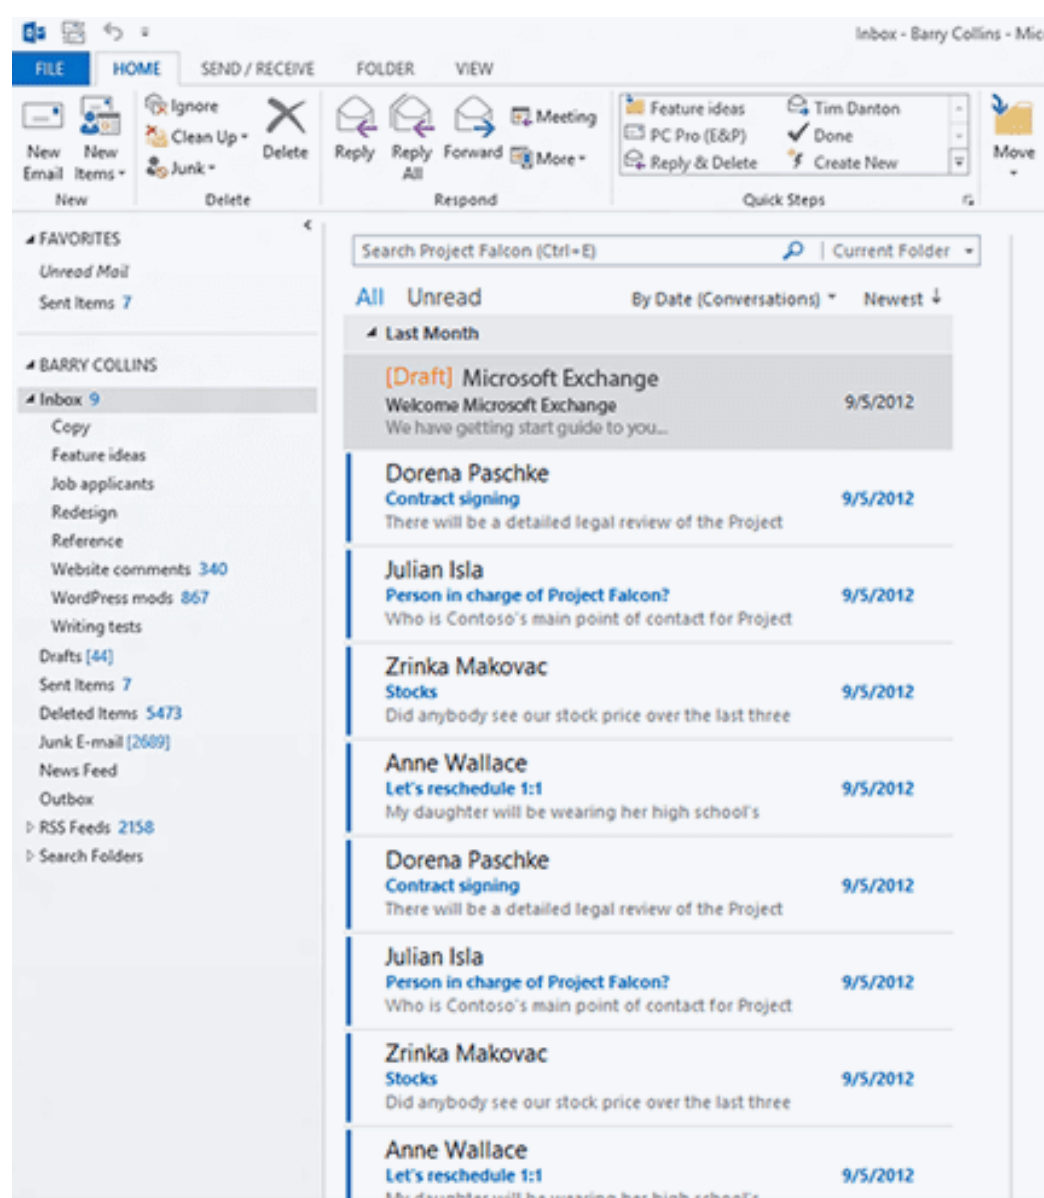 Inbox - Barry Collins - Mic
FILE HOME SEND / RECEIVE FOLDER VIEW
New Email
New Items
Ignore
Clean Up
Junk
Delete
Reply
Reply All
Forward
Meeting
More
Feature ideas
PC Pro (E&P)
Reply & Delete
Tim Danton
Done
Create New
Move
New Delete Respond Quick Steps
FAVORITES
Unread Mail
Sent Items 7
BARRY COLLINS
Inbox 9
Copy
Feature ideas
Job applicants
Redesign
Reference
Website comments 340
WordPress mods 867
Writing tests
Drafts [44]
Sent Items 7
Deleted Items 5473
Junk E-mail [2689]
News Feed
Outbox
RSS Feeds 2158
Search Folders
Search Project Falcon (Ctrl+E) Current Folder
All Unread By Date (Conversations) Newest ↓
Last Month
[Draft] Microsoft Exchange
Welcome Microsoft Exchange 9/5/2012
We have getting start guide to you...
Dorena Paschke
Contract signing 9/5/2012
There will be a detailed legal review of the Project
Julian Isla
Person in charge of Project Falcon? 9/5/2012
Who is Contoso's main point of contact for Project
Zrinka Makovac
Stocks 9/5/2012
Did anybody see our stock price over the last three
Anne Wallace
Let's reschedule 1:1 9/5/2012
My daughter will be wearing her high school's
Dorena Paschke
Contract signing 9/5/2012
There will be a detailed legal review of the Project
Julian Isla
Person in charge of Project Falcon? 9/5/2012
Who is Contoso's main point of contact for Project
Zrinka Makovac
Stocks 9/5/2012
Did anybody see our stock price over the last three
Anne Wallace
Let's reschedule 1:1 9/5/2012
My daughter will be wearing her high school's